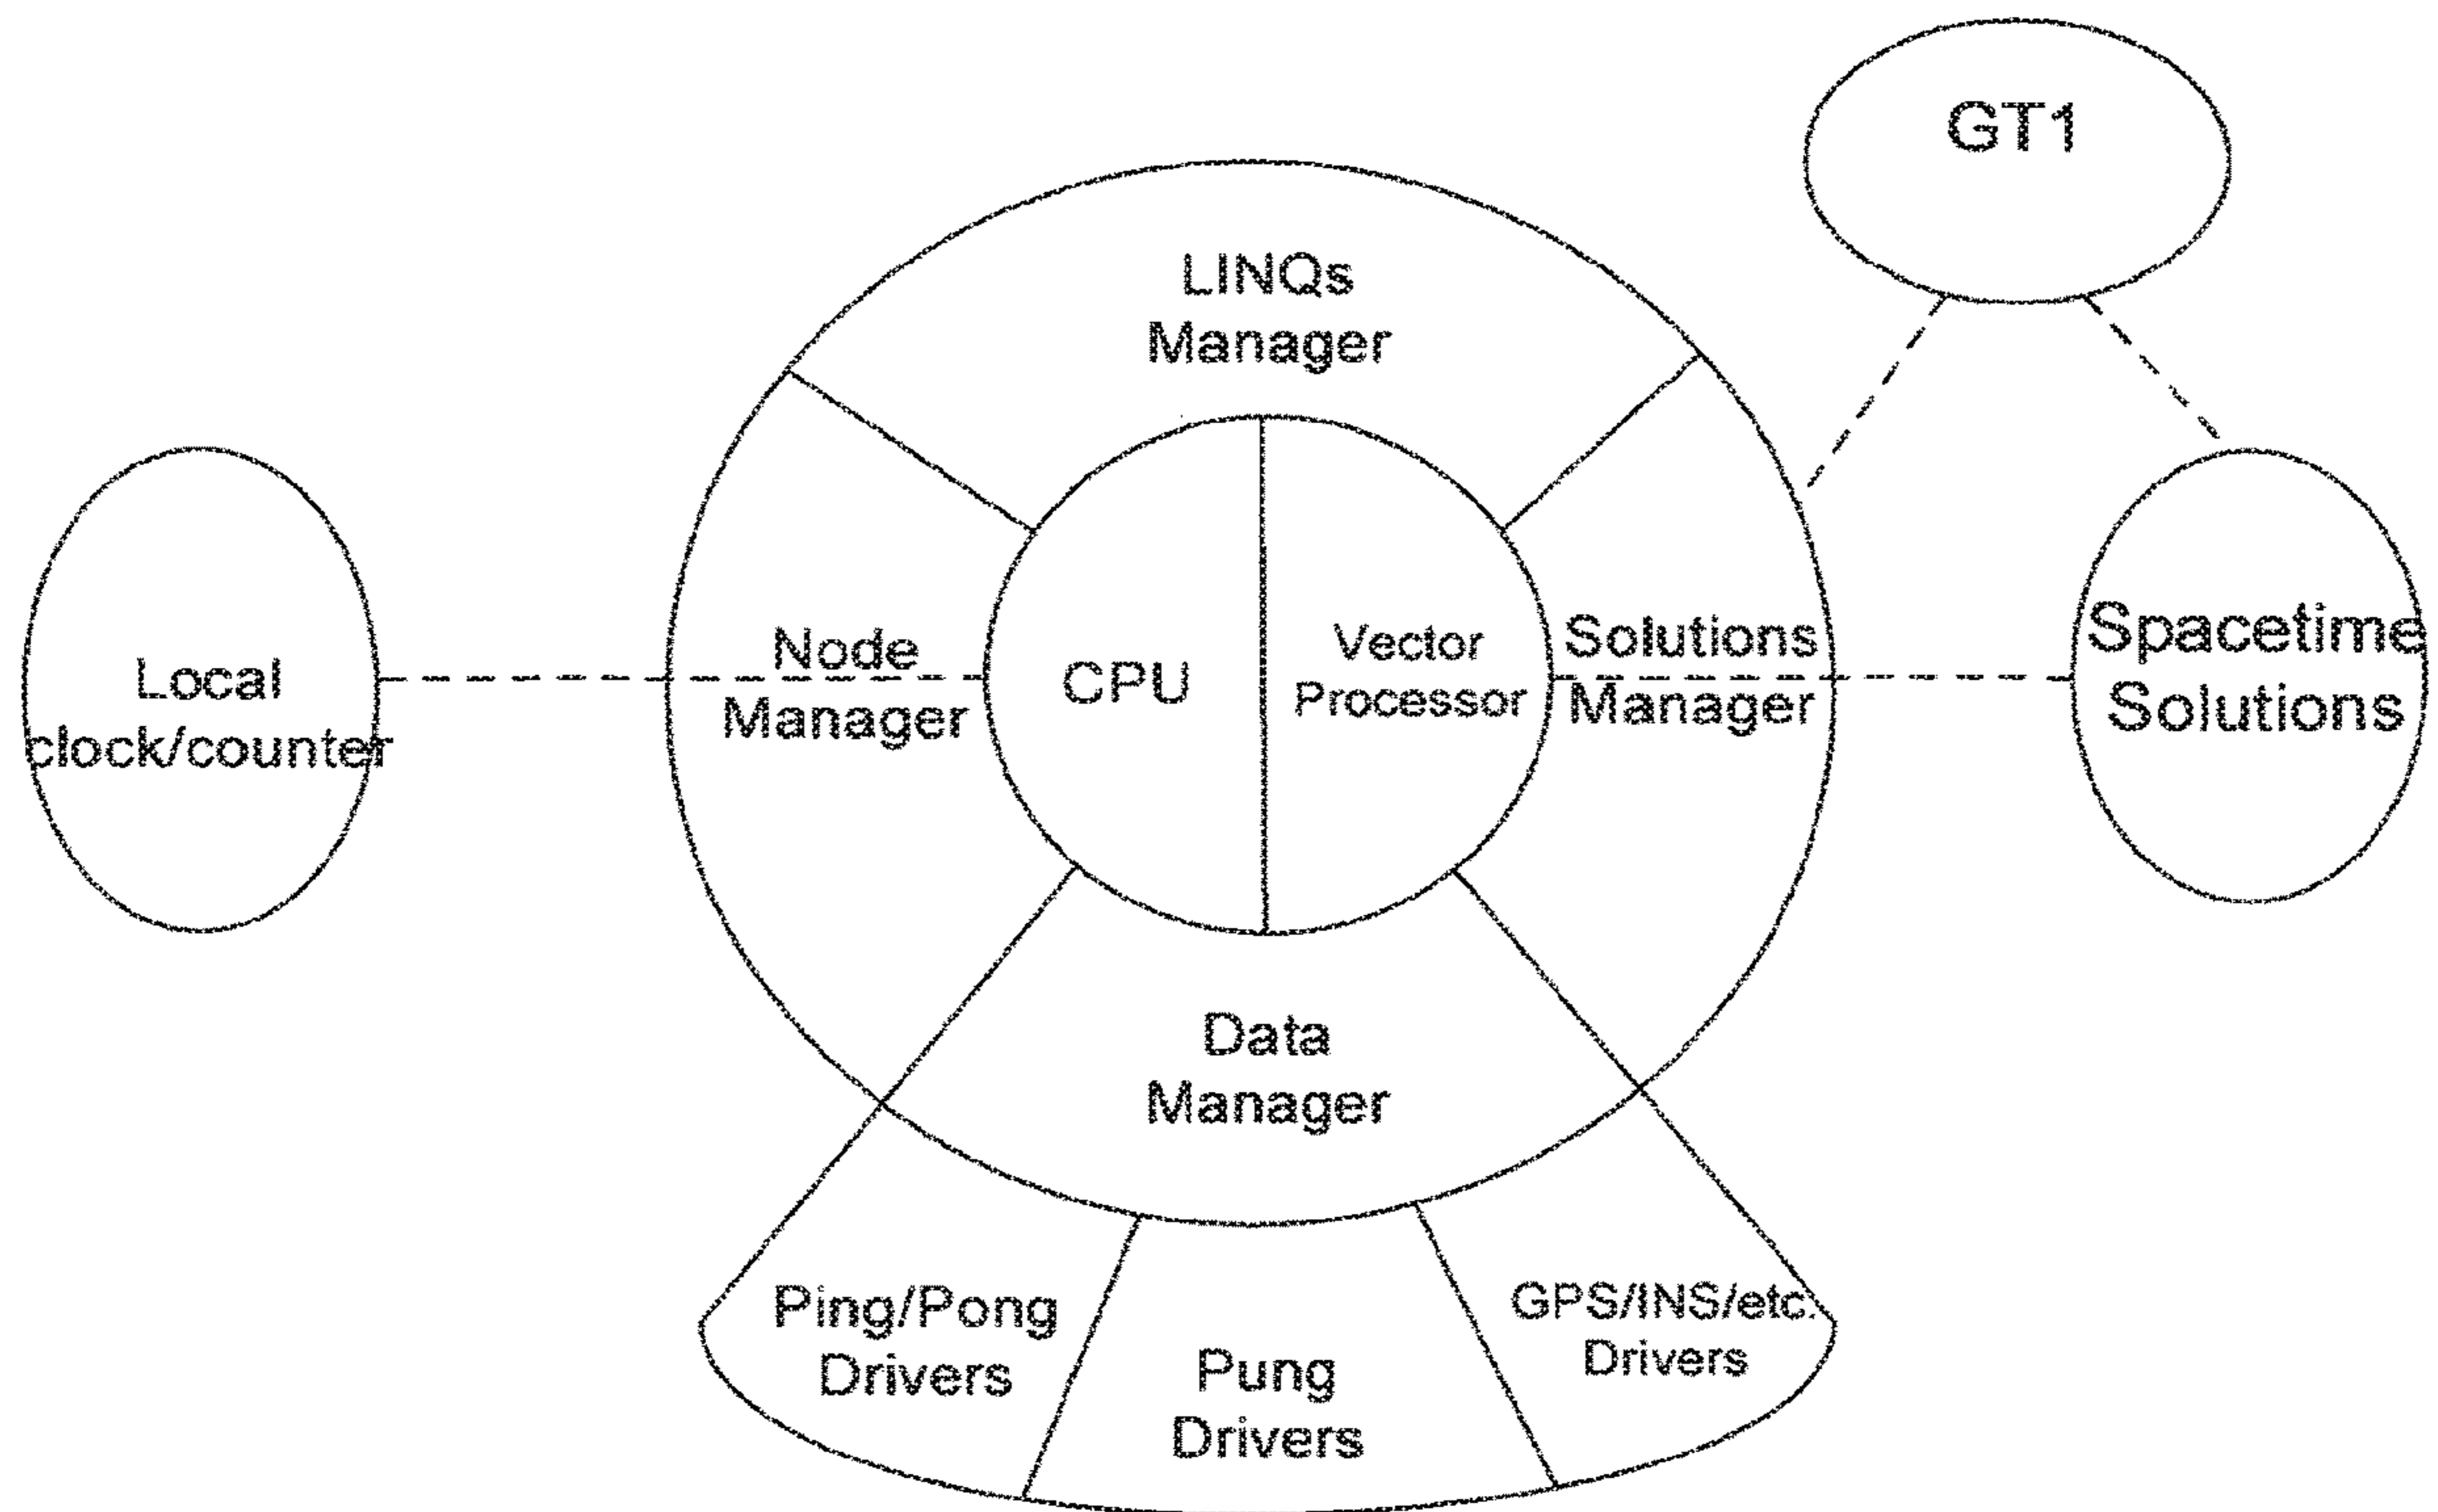 GT1
LINQs
Manager
Local
clock/counter
Node
Manager
CPU
Vector
Processor
Solutions
Manager
Spacetime
Solutions
Data
Manager
Ping/Pong
Drivers
Pung
Drivers
GPS/INS/etc.
Drivers